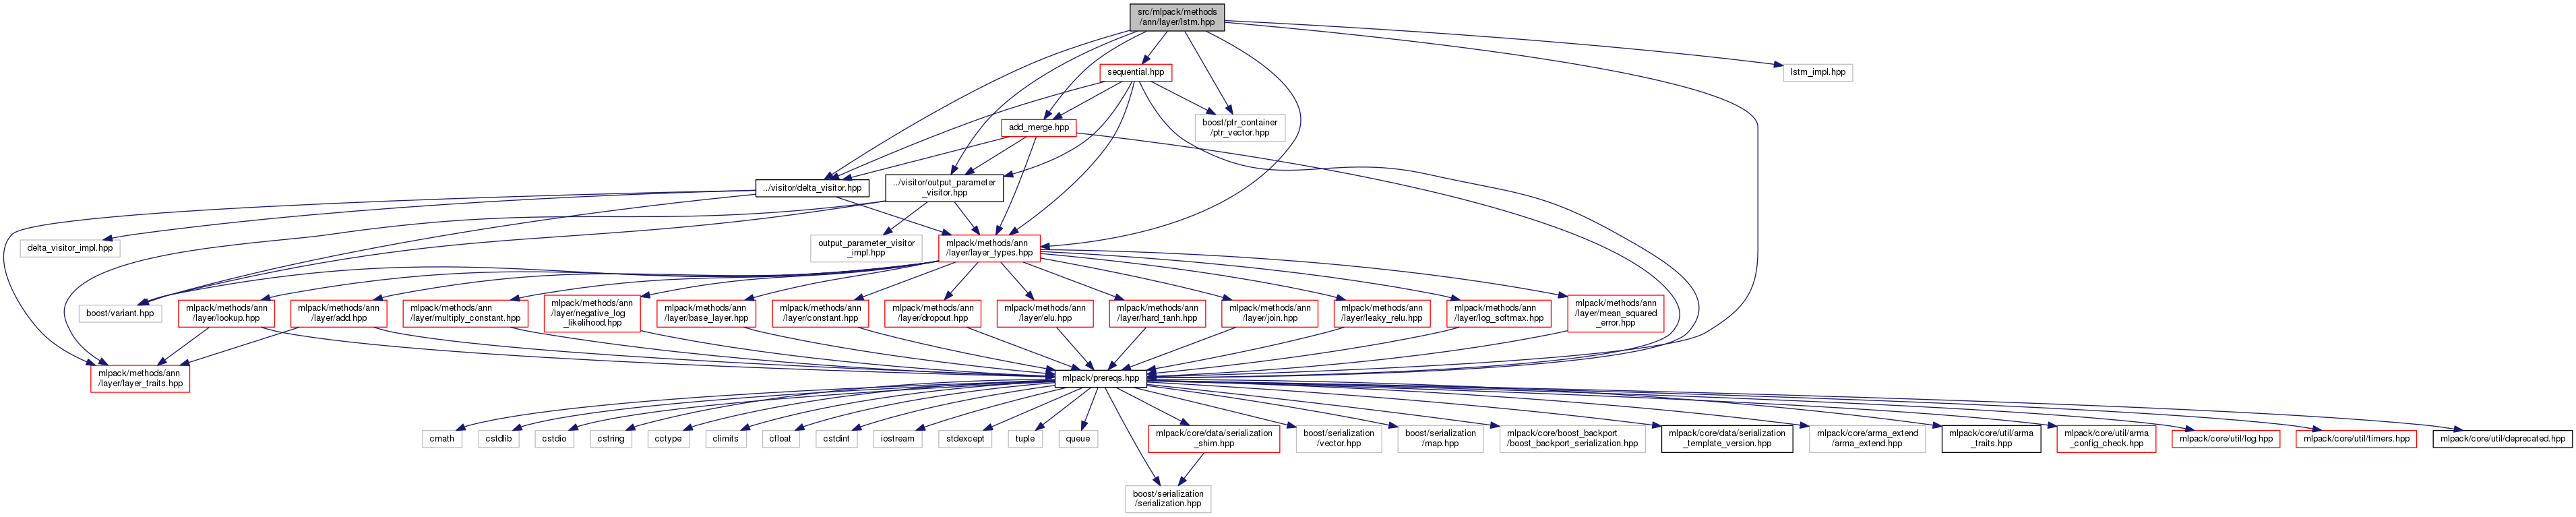 src/mlpack/methods
/ann/layer/lstm.hpp
sequential.hpp
lstm_impl.hpp
add_merge.hpp
boost/ptr_container
/ptr_vector.hpp
../visitor/delta_visitor.hpp
../visitor/output_parameter
_visitor.hpp
delta_visitor_impl.hpp
output_parameter_visitor
_impl.hpp
mlpack/methods/ann
/layer/layer_types.hpp
boost/variant.hpp
mlpack/methods/ann
/layer/lookup.hpp
mlpack/methods/ann
/layer/add.hpp
mlpack/methods/ann
/layer/multiply_constant.hpp
mlpack/methods/ann
/layer/negative_log
_likelihood.hpp
mlpack/methods/ann
/layer/base_layer.hpp
mlpack/methods/ann
/layer/constant.hpp
mlpack/methods/ann
/layer/dropout.hpp
mlpack/methods/ann
/layer/elu.hpp
mlpack/methods/ann
/layer/hard_tanh.hpp
mlpack/methods/ann
/layer/join.hpp
mlpack/methods/ann
/layer/leaky_relu.hpp
mlpack/methods/ann
/layer/log_softmax.hpp
mlpack/methods/ann
/layer/mean_squared
_error.hpp
mlpack/methods/ann
/layer/layer_traits.hpp
mlpack/prereqs.hpp
cmath
cstdlib
cstdio
cstring
cctype
climits
cfloat
cstdint
iostream
stdexcept
tuple
queue
mlpack/core/data/serialization
_shim.hpp
boost/serialization
/vector.hpp
boost/serialization
/map.hpp
mlpack/core/boost_backport
/boost_backport_serialization.hpp
mlpack/core/data/serialization
_template_version.hpp
mlpack/core/arma_extend
/arma_extend.hpp
mlpack/core/util/arma
_traits.hpp
mlpack/core/util/arma
_config_check.hpp
mlpack/core/util/log.hpp
mlpack/core/util/timers.hpp
mlpack/core/util/deprecated.hpp
boost/serialization
/serialization.hpp